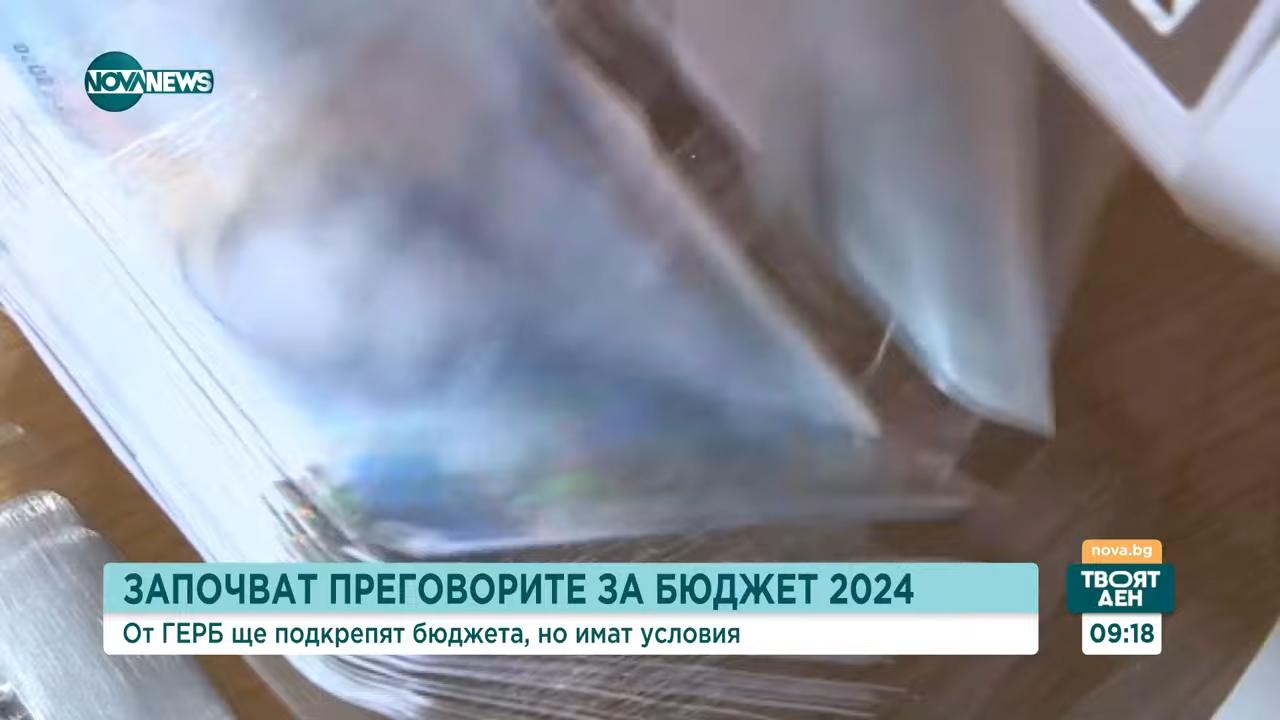 NOVANEWS
ЗАПОЧВАТ ПРЕГОВОРИТЕ ЗА БЮДЖЕТ 2024
От ГЕРБ ще подкрепят бюджета, но имат условия
nova.bg
ТВОЯТ
ДЕН
09:18